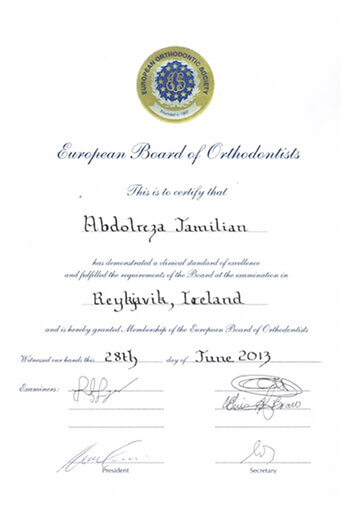 EUROPEAN ORTHODONTIC SOCIETY
European Board of Orthodontists
This is to certify that
Abdolreza Jamilian
has demonstrated a clinical standard of excellence
and fulfilled the requirements of the Board at the examination in
Reykjavik, Iceland
and is hereby granted Membership of the European Board of Orthodontists
Witnessed our hands this 28th day of June 2013
Examiners:
President Secretary